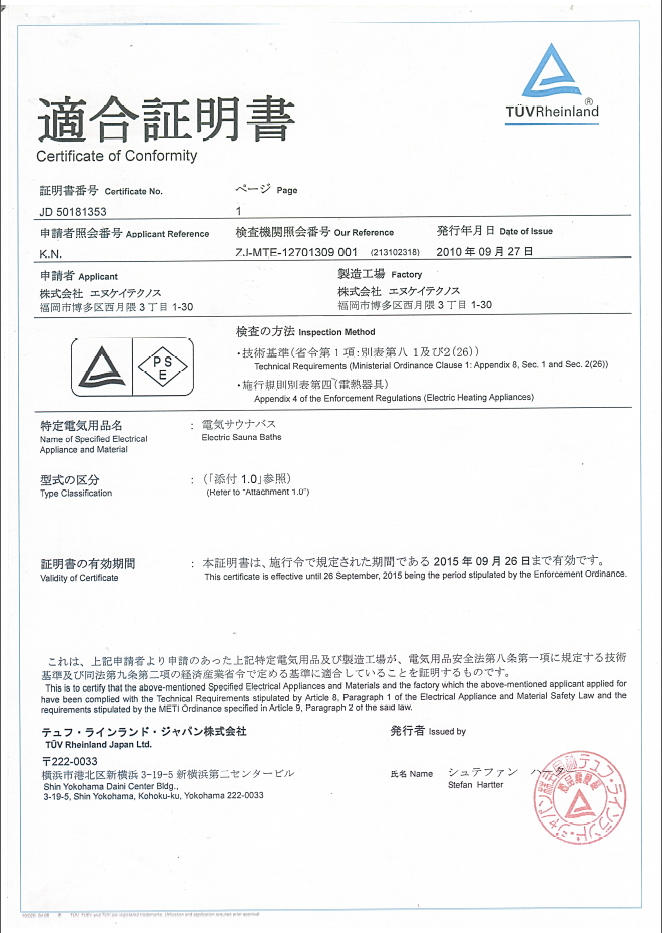 TÜVRheinland®
適合証明書
Certificate of Conformity
証明書番号 Certificate No.
ページ Page
JD 50181353
1
申請者照会番号 Applicant Reference
検査機関照会番号 Our Reference
発行年月日 Date of Issue
K.N.
ZJ-MTE-12701309 001 (213102318)
2010 年 09 月 27 日
申請者 Applicant
製造工場 Factory
株式会社 エヌケイテクノス
株式会社 エヌケイテクノス
福岡市博多区西月隈 3 丁目 1-30
福岡市博多区西月隈 3 丁目 1-30
検査の方法 Inspection Method
PS
E
・技術基準(省令第1項:別表第八 1及び2(26))
Technical Requirements (Ministerial Ordinance Clause 1: Appendix 8, Sec. 1 and Sec. 2(26))
・施行規則別表第四(電熱器具)
Appendix 4 of the Enforcement Regulations (Electric Heating Appliances)
特定電気用品名
: 電気サウナバス
Name of Specified Electrical
Electric Sauna Baths
Appliance and Material
型式の区分
: (「添付 1.0」参照)
Type Classification
(Refer to "Attachment 1.0")
証明書の有効期間
: 本証明書は、施行令で規定された期間である 2015 年 09 月 26 日まで有効です。
Validity of Certificate
This certificate is effective until 26 September, 2015 being the period stipulated by the Enforcement Ordinance.
これは、上記申請者より申請のあった上記特定電気用品及び製造工場が、電気用品安全法第八条第一項に規定する技術
基準及び同法第九条第二項の経済産業省令で定める基準に適合していることを証明するものです。
This is to certify that the above-mentioned Specified Electrical Appliances and Materials and the factory which the above-mentioned applicant applied for
have been complied with the Technical Requirements stipulated by Article 8, Paragraph 1 of the Electrical Appliance and Material Safety Law and the
requirements stipulated by the METI Ordinance specified in Article 9, Paragraph 2 of the said law.
テュフ・ラインランド・ジャパン株式会社
発行者 Issued by
TÜV Rheinland Japan Ltd.
〒222-0033
横浜市港北区新横浜 3-19-5 新横浜第二センタービル
氏名 Name シュテファン ハータ
Shin Yokohama Daini Center Bldg.,
Stefan Hartter
3-19-5, Shin Yokohama, Kohoku-ku, Yokohama 222-0033
テュフ・ラインランド・ジャパン